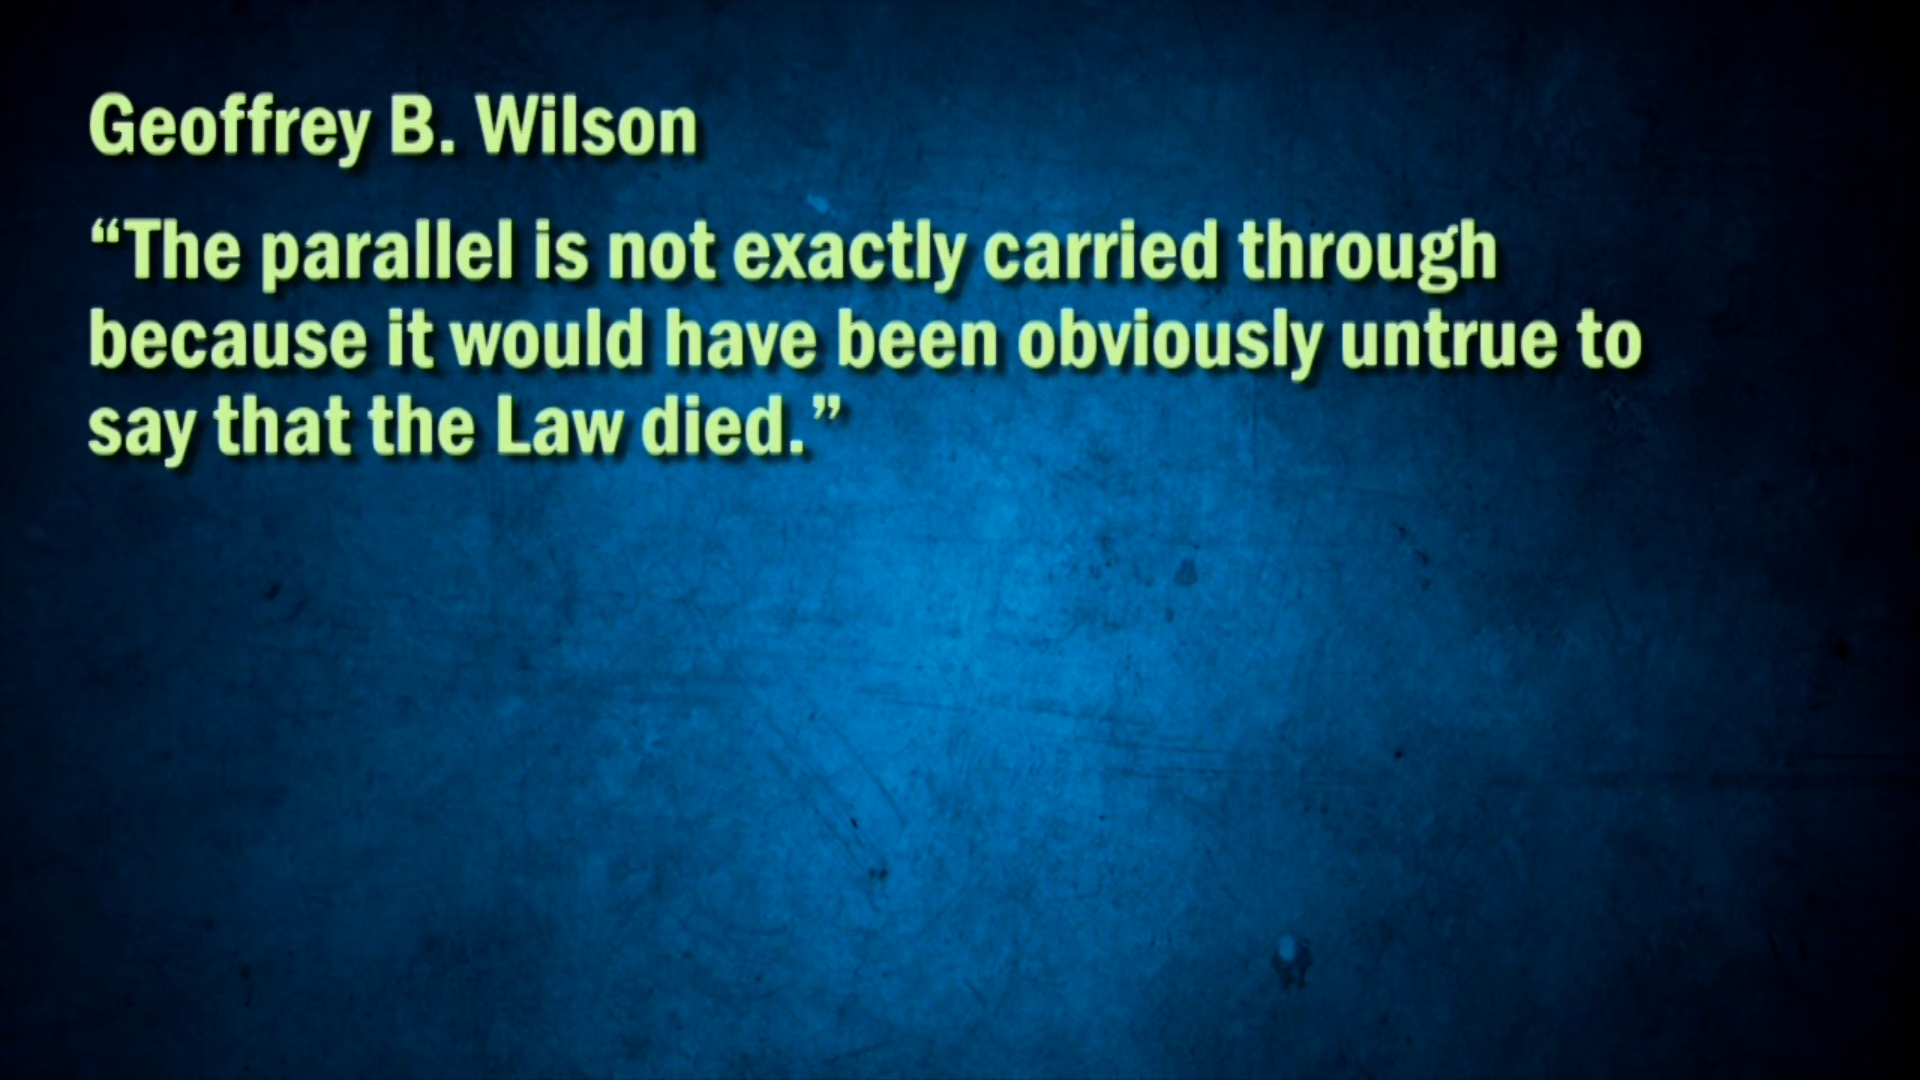 Geoffrey B. Wilson
“The parallel is not exactly carried through
because it would have been obviously untrue to
say that the Law died.”